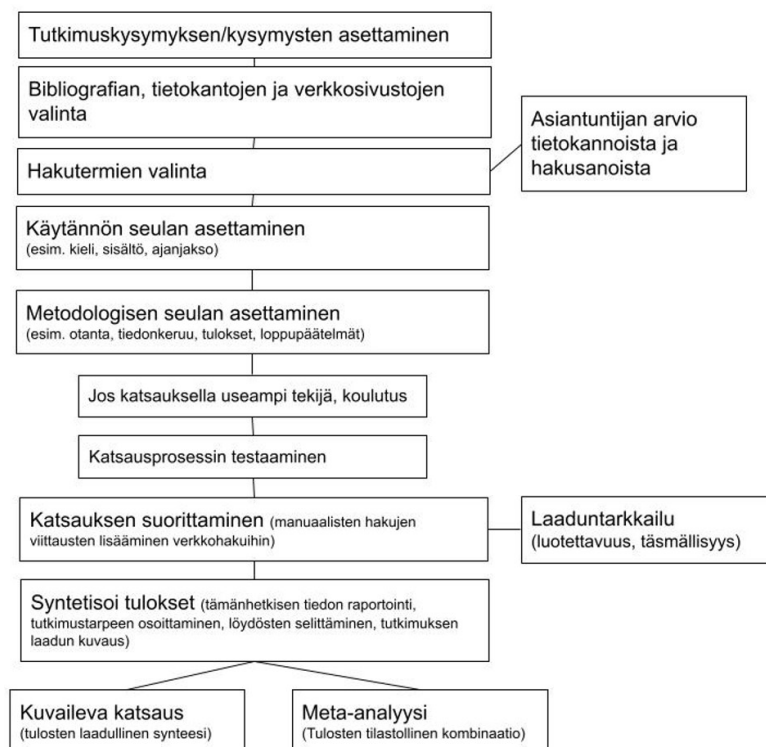 Tutkimuskysymyksen/kysymysten asettaminen
Bibliografian, tietokantojen ja verkkosivustojen
valinta
Asiantuntijan arvio
tietokannoista ja
hakusanoista
Hakutermien valinta
Käytännön seulan asettaminen
(esim. kieli, sisältö, ajanjakso)
Metodologisen seulan asettaminen
(esim. otanta, tiedonkeruu, tulokset, loppupäätelmät)
Jos katsauksella useampi tekijä, koulutus
Katsausprosessin testaaminen
Katsauksen suorittaminen (manuaalisten hakujen
viittausten lisääminen verkkohakuihin)
Laaduntarkkailu
(luotettavuus, täsmällisyys)
Syntetisoi tulokset (tämänhetkisen tiedon raportointi,
tutkimustarpeen osoittaminen, löydösten selittäminen, tutkimuksen
laadun kuvaus)
Kuvaileva katsaus
(tulosten laadullinen synteesi)
Meta-analyysi
(Tulosten tilastollinen kombinaatio)